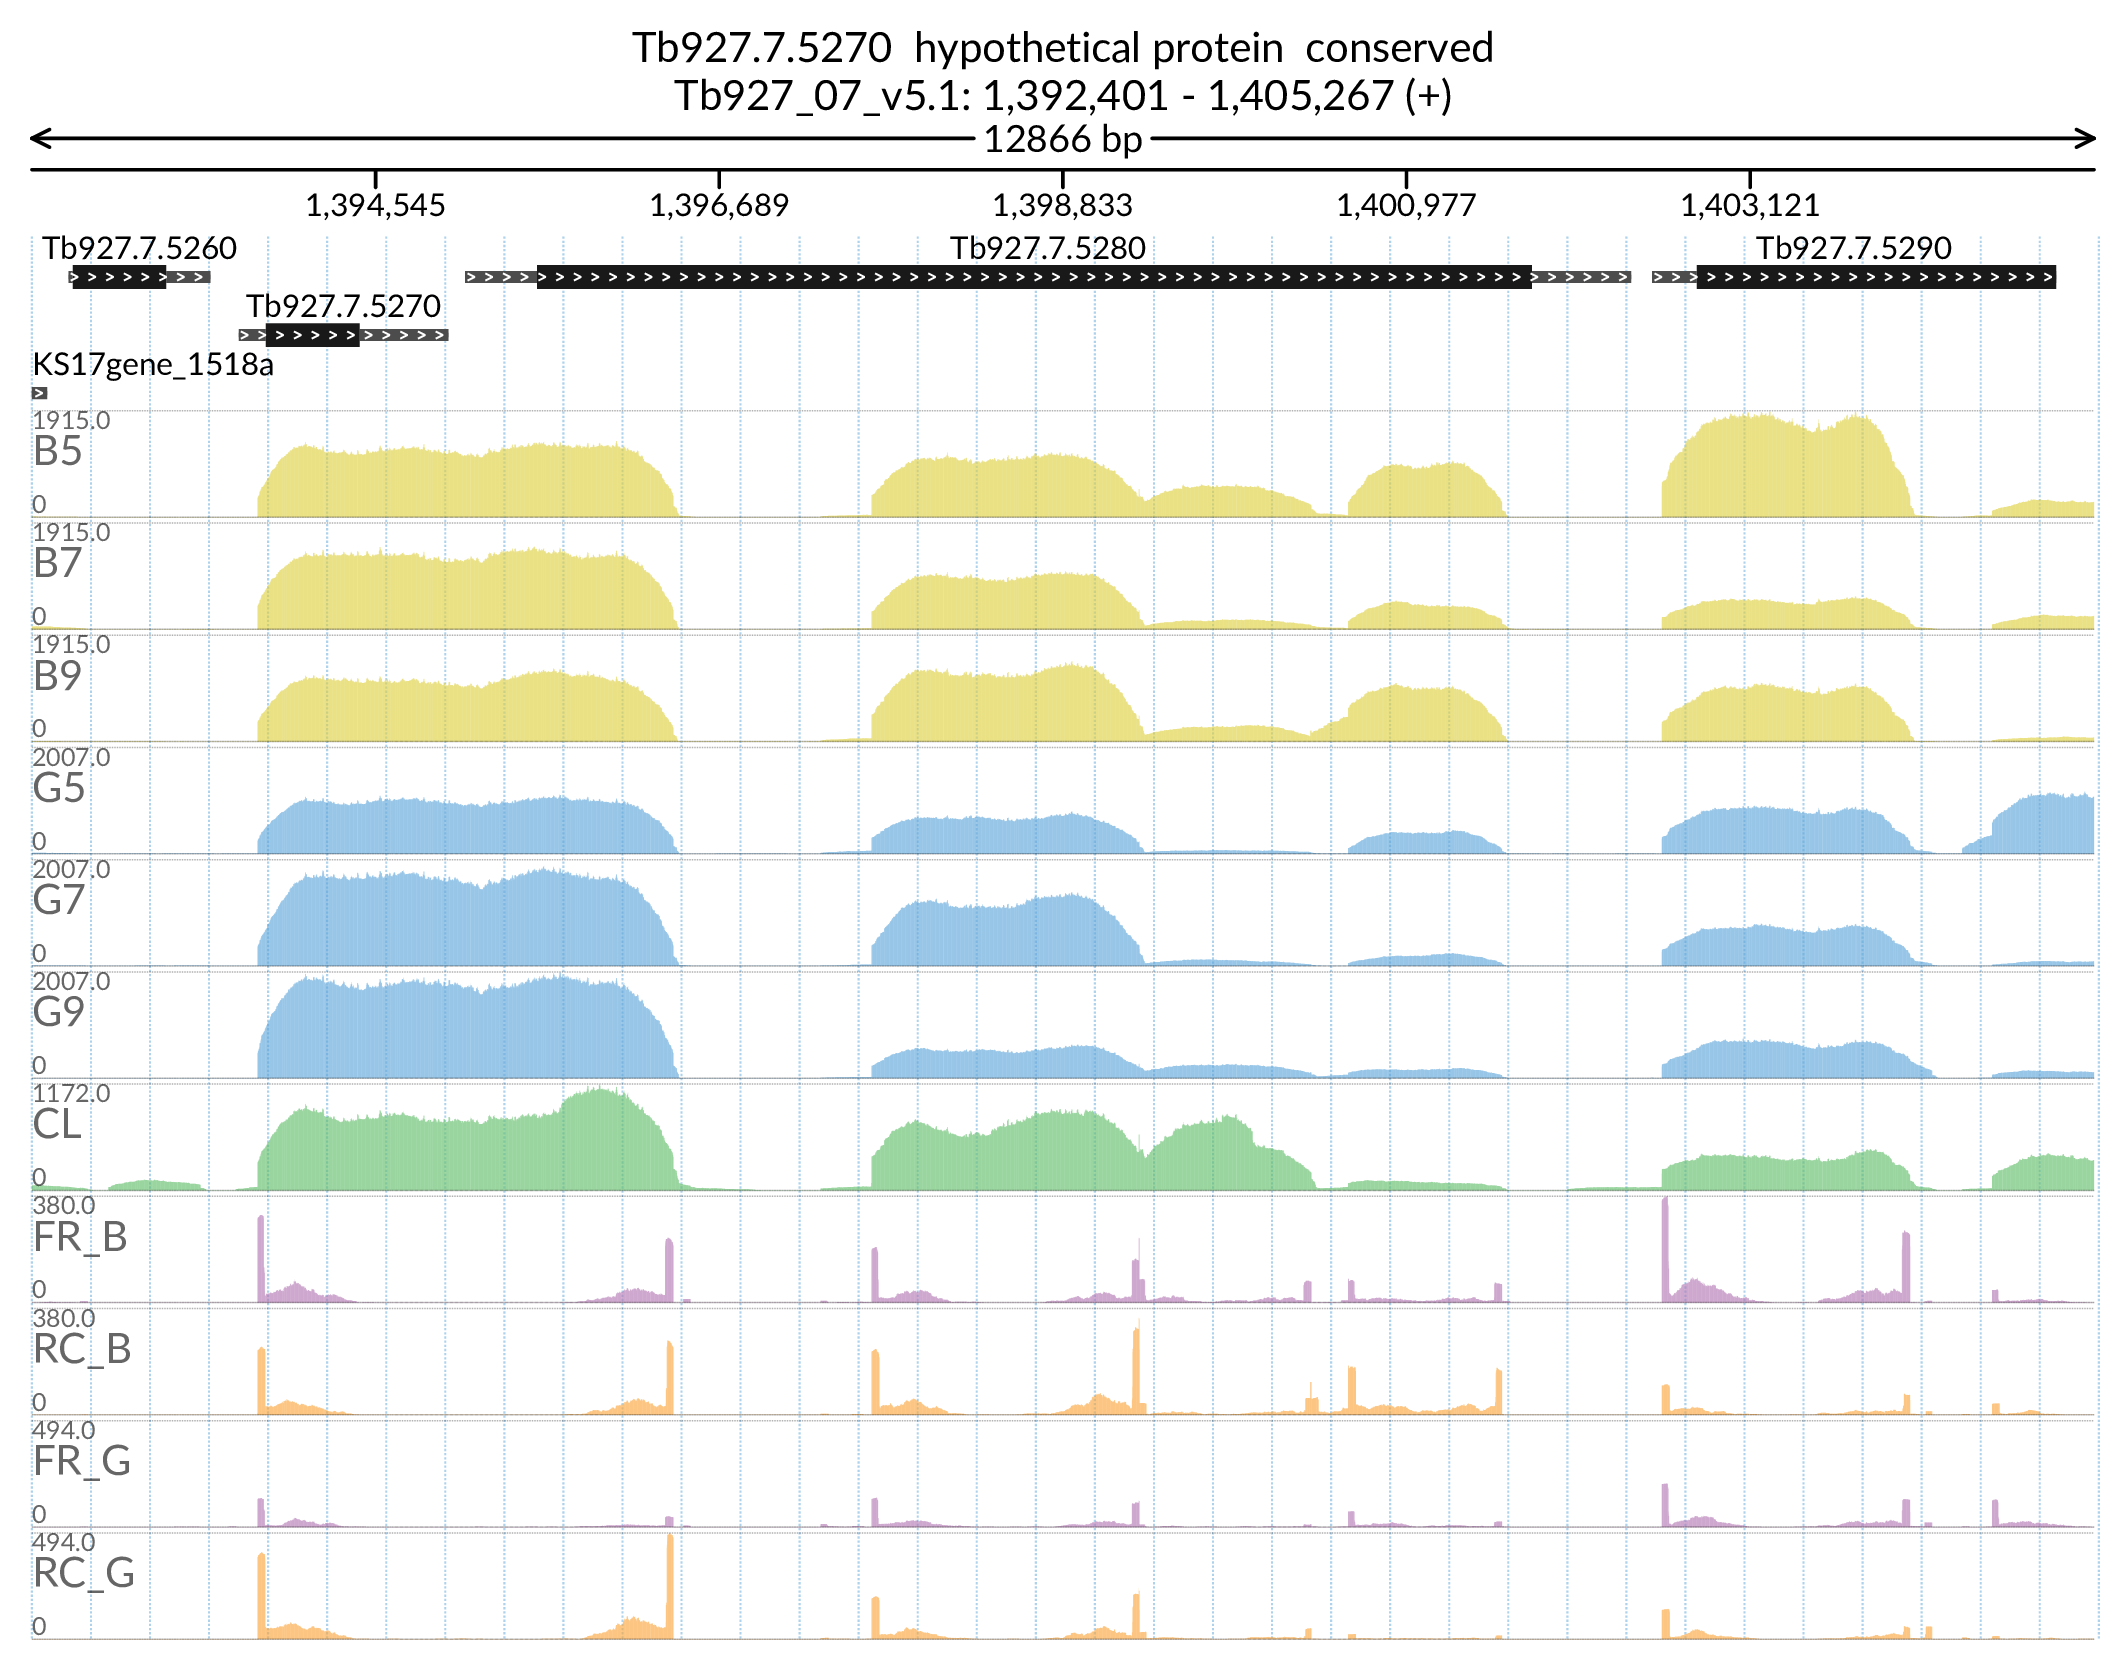 Tb927.7.5270 hypothetical protein conserved
Tb927_07_v5.1: 1,392,401 - 1,405,267 (+)
12866 bp
1,394,545 1,396,689 1,398,833 1,400,977 1,403,121
Tb927.7.5260 Tb927.7.5280 Tb927.7.5290
Tb927.7.5270
KS17gene_1518a
1915.0
B5
0
1915.0
B7
0
1915.0
B9
0
2007.0
G5
0
2007.0
G7
0
2007.0
G9
0
1172.0
CL
0
380.0
FR_B
0
380.0
RC_B
0
494.0
FR_G
0
494.0
RC_G
0